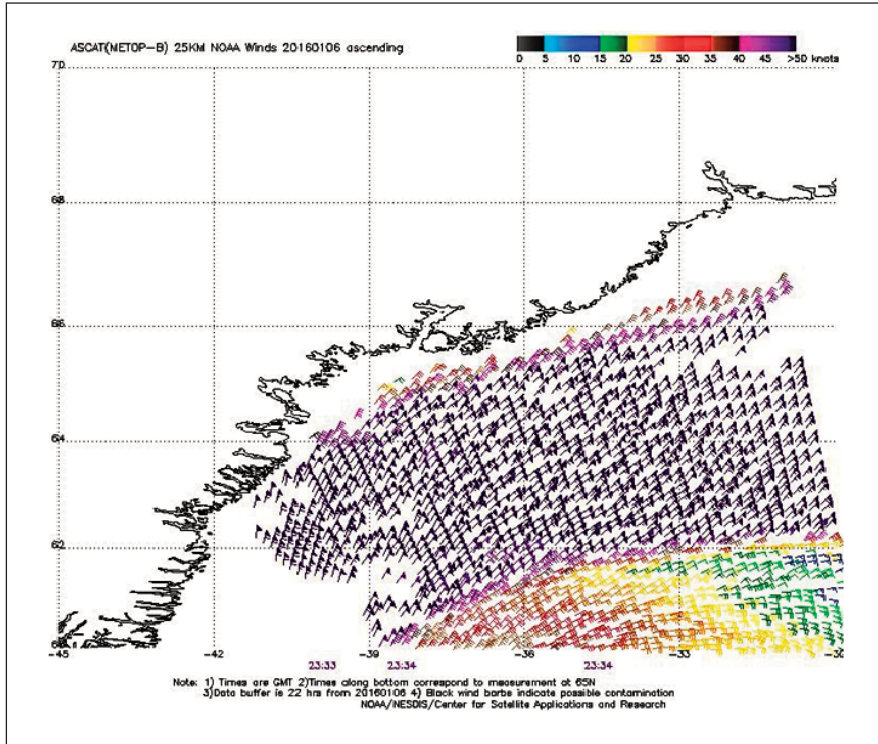 ASCAT(METOP-B) 25KM NOAA Winds 20160106 ascending
0 5 10 15 20 25 30 35 40 45 >50 knots
70
68
66
64
62
-45 -42 -39 -36 -33
23:33 23:34 23:34
Note: 1) Times are GMT 2)Times along bottom correspond to measurement at 65N
3)Data buffer is 22 hrs from 20160106 4) Black wind barbs indicate possible contamination
NOAA/NESDIS/Center for Satellite Applications and Research